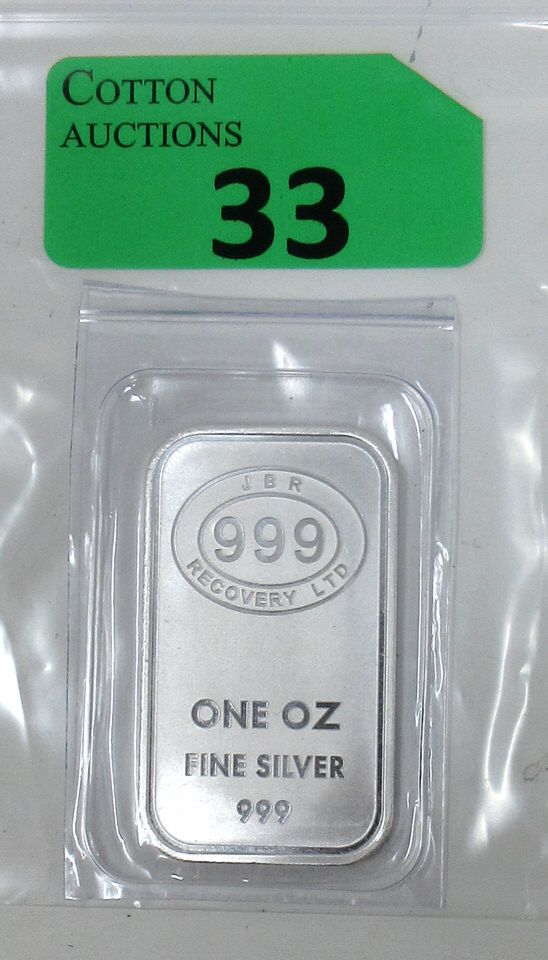 COTTON
AUCTIONS
33
JBR
999
RECOVERY LTD
ONE OZ
FINE SILVER
999